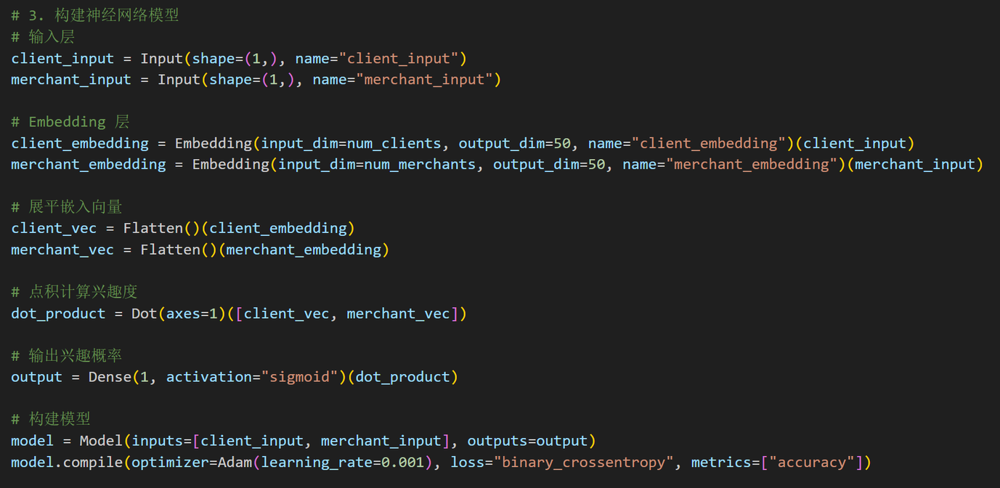 # 3. 构建神经网络模型
# 输入层
client_input = Input(shape=(1,), name="client_input")
merchant_input = Input(shape=(1,), name="merchant_input")
# Embedding 层
client_embedding = Embedding(input_dim=num_clients, output_dim=50, name="client_embedding")(client_input)
merchant_embedding = Embedding(input_dim=num_merchants, output_dim=50, name="merchant_embedding")(merchant_input)
# 展平嵌入向量
client_vec = Flatten()(client_embedding)
merchant_vec = Flatten()(merchant_embedding)
# 点积计算兴趣度
dot_product = Dot(axes=1)([client_vec, merchant_vec])
# 输出兴趣概率
output = Dense(1, activation="sigmoid")(dot_product)
# 构建模型
model = Model(inputs=[client_input, merchant_input], outputs=output)
model.compile(optimizer=Adam(learning_rate=0.001), loss="binary_crossentropy", metrics=["accuracy"])